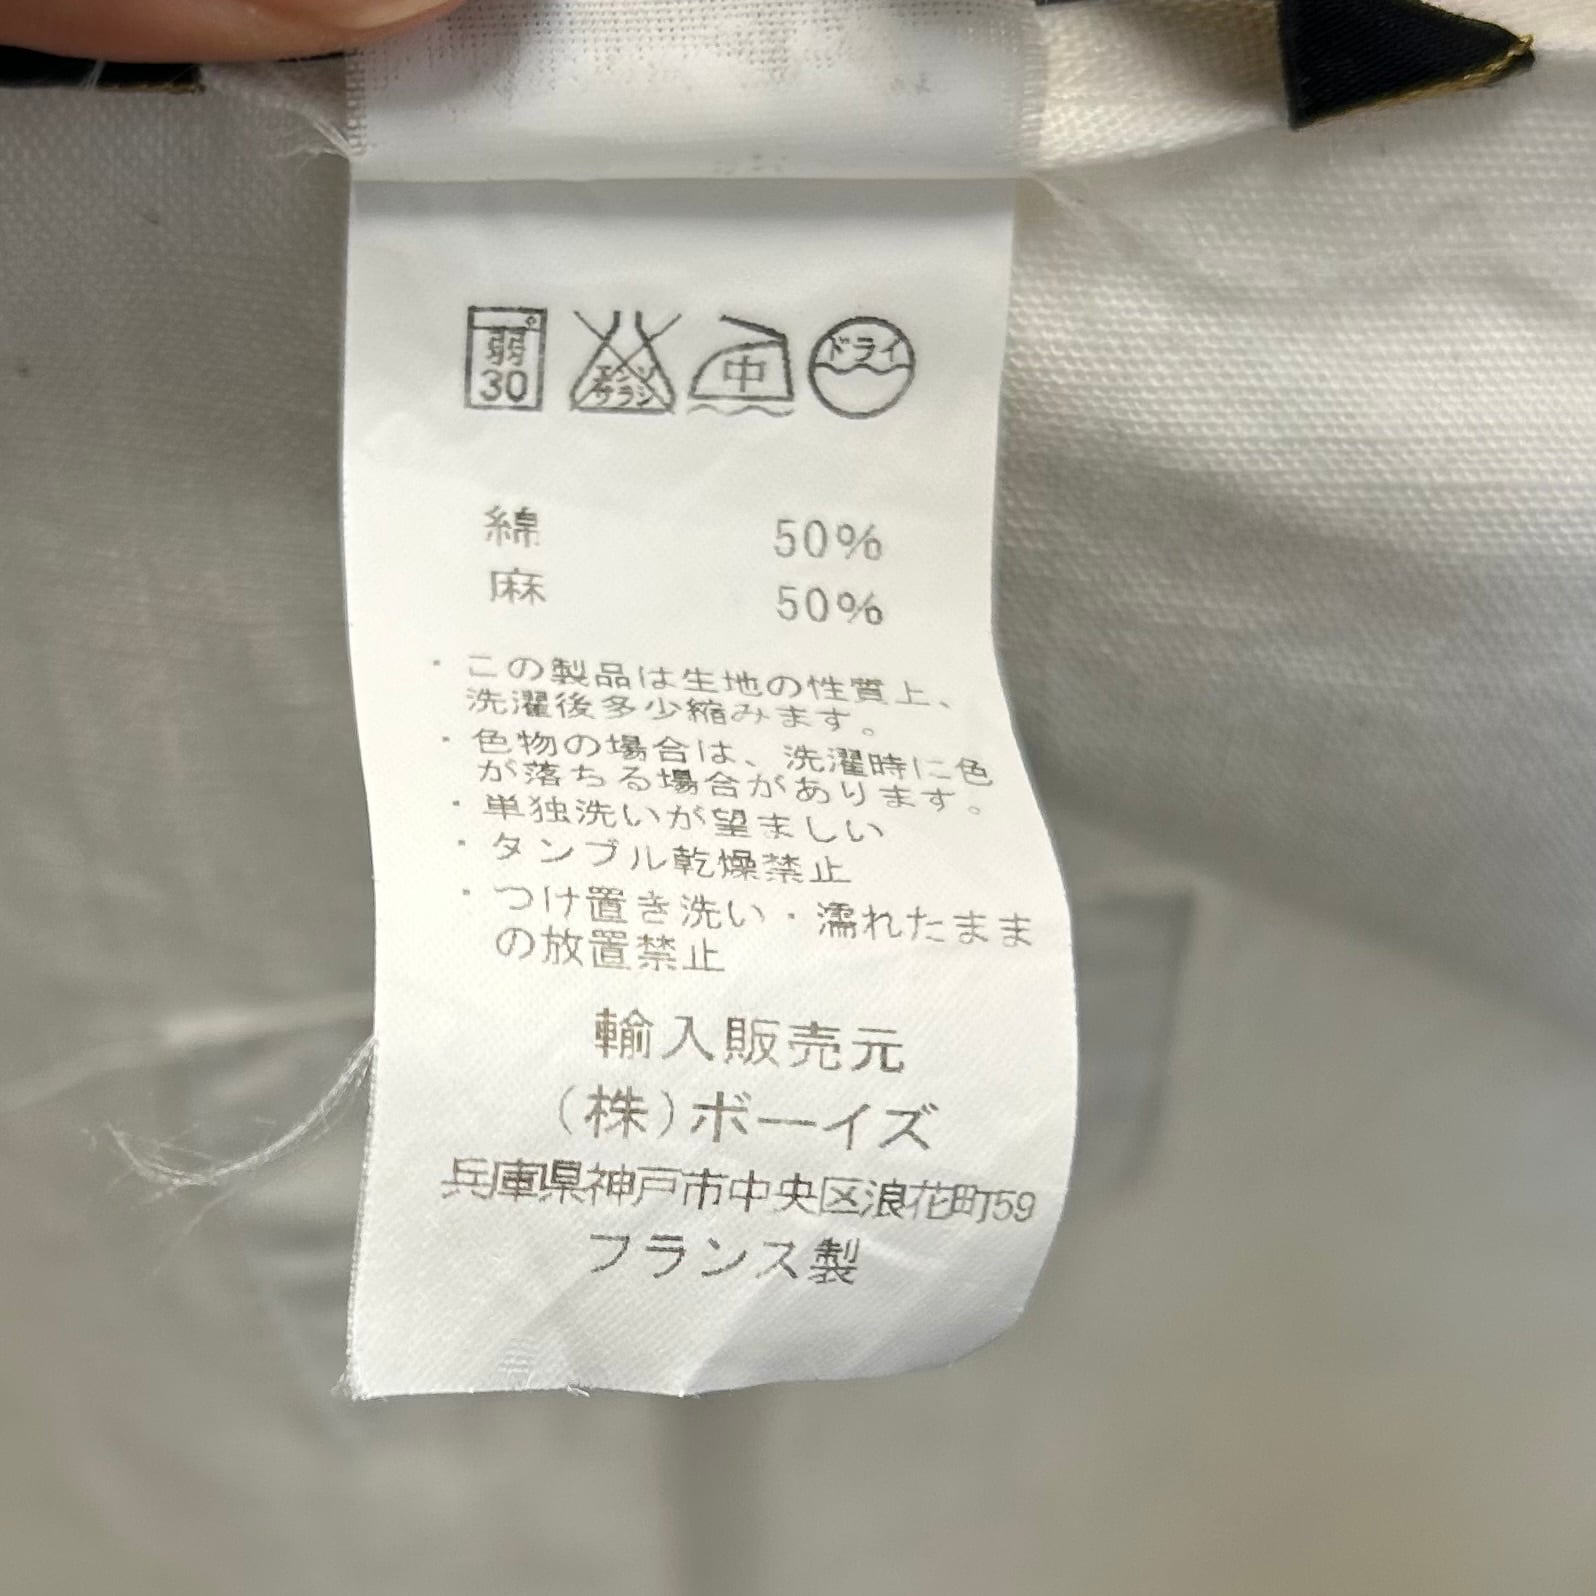 弱
30
エンソ
サラシ
中
ドライ
綿 50%
麻 50%
・この製品は生地の性質上、
洗濯後多少縮みます。
・色物の場合は、洗濯時に色
が落ちる場合があります。
・単独洗いが望ましい
・タンブル乾燥禁止
・つけ置き洗い・濡れたまま
の放置禁止
輸入販売元
(株)ボーイズ
兵庫県神戸市中央区浪花町59
フランス製